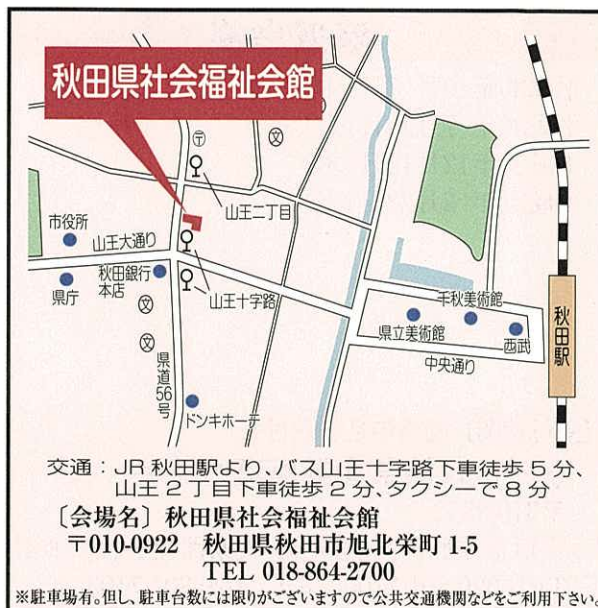 秋田県社会福祉会館
〒
文
文
山王二丁目
市役所
山王大通り
県庁
秋田銀行
本店
山王十字路
文
文
県道56号
ドンキホーテ
千秋美術館
県立美術館
西武
中央通り
秋田駅
交通：JR 秋田駅より、バス山王十字路下車徒歩 5 分、
山王 2 丁目下車徒歩 2 分、タクシーで 8 分
〔会場名〕秋田県社会福祉会館
〒010-0922 秋田県秋田市旭北栄町 1-5
TEL 018-864-2700
※駐車場有。但し、駐車台数には限りがございますので公共交通機関などをご利用下さい。